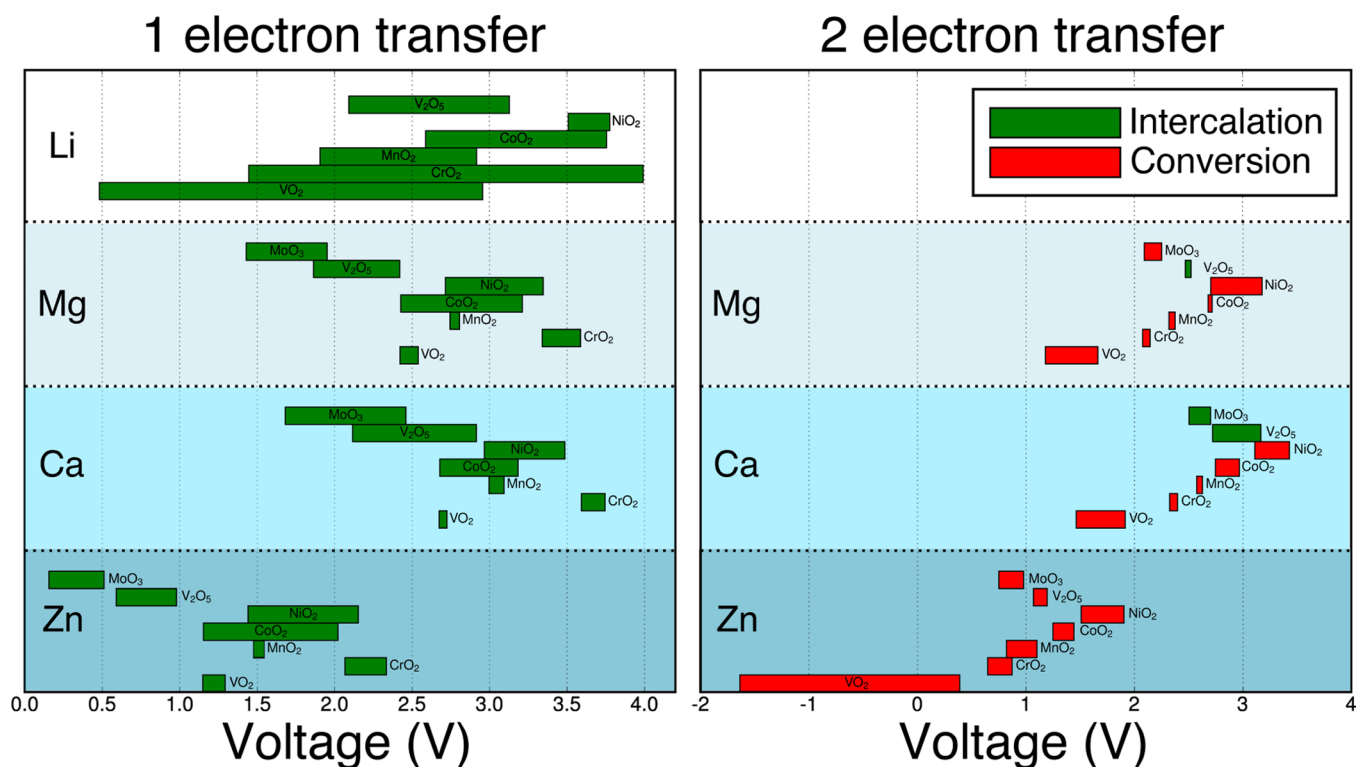 1 electron transfer
2 electron transfer
Li
V₂O₅
NiO₂
CoO₂
MnO₂
CrO₂
VO₂
Mg
MoO₃
V₂O₅
NiO₂
CoO₂
MnO₂
CrO₂
VO₂
Ca
MoO₃
V₂O₅
NiO₂
CoO₂
MnO₂
CrO₂
VO₂
Zn
MoO₃
V₂O₅
NiO₂
CoO₂
MnO₂
CrO₂
VO₂
0.0 0.5 1.0 1.5 2.0 2.5 3.0 3.5 4.0
Voltage (V)
Intercalation
Conversion
Mg
MoO₃
V₂O₅
NiO₂
CoO₂
MnO₂
CrO₂
VO₂
Ca
MoO₃
V₂O₅
NiO₂
CoO₂
MnO₂
CrO₂
VO₂
Zn
MoO₃
V₂O₅
NiO₂
CoO₂
MnO₂
CrO₂
VO₂
-2 -1 0 1 2 3 4
Voltage (V)